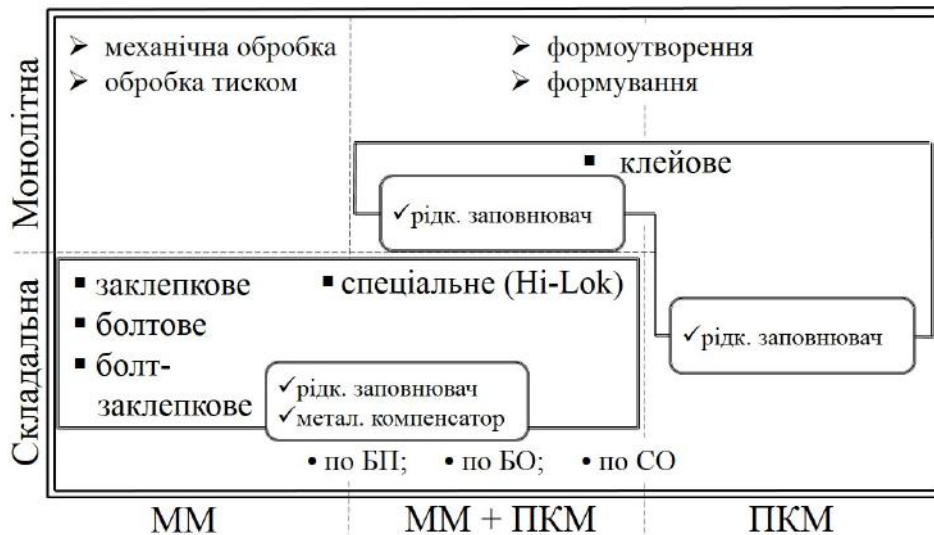 Монолітна
➢ механічна обробка
➢ обробка тиском
➢ формоутворення
➢ формування
▪ клейове
✓рідк. заповнювач
✓рідк. заповнювач
Складальна
▪ заклепкове
▪ болтове
▪ болт-
заклепкове
▪ спеціальне (Hi-Lok)
✓рідк. заповнювач
✓метал. компенсатор
• по БП; • по БО; • по СО
ММ ММ + ПКМ ПКМ